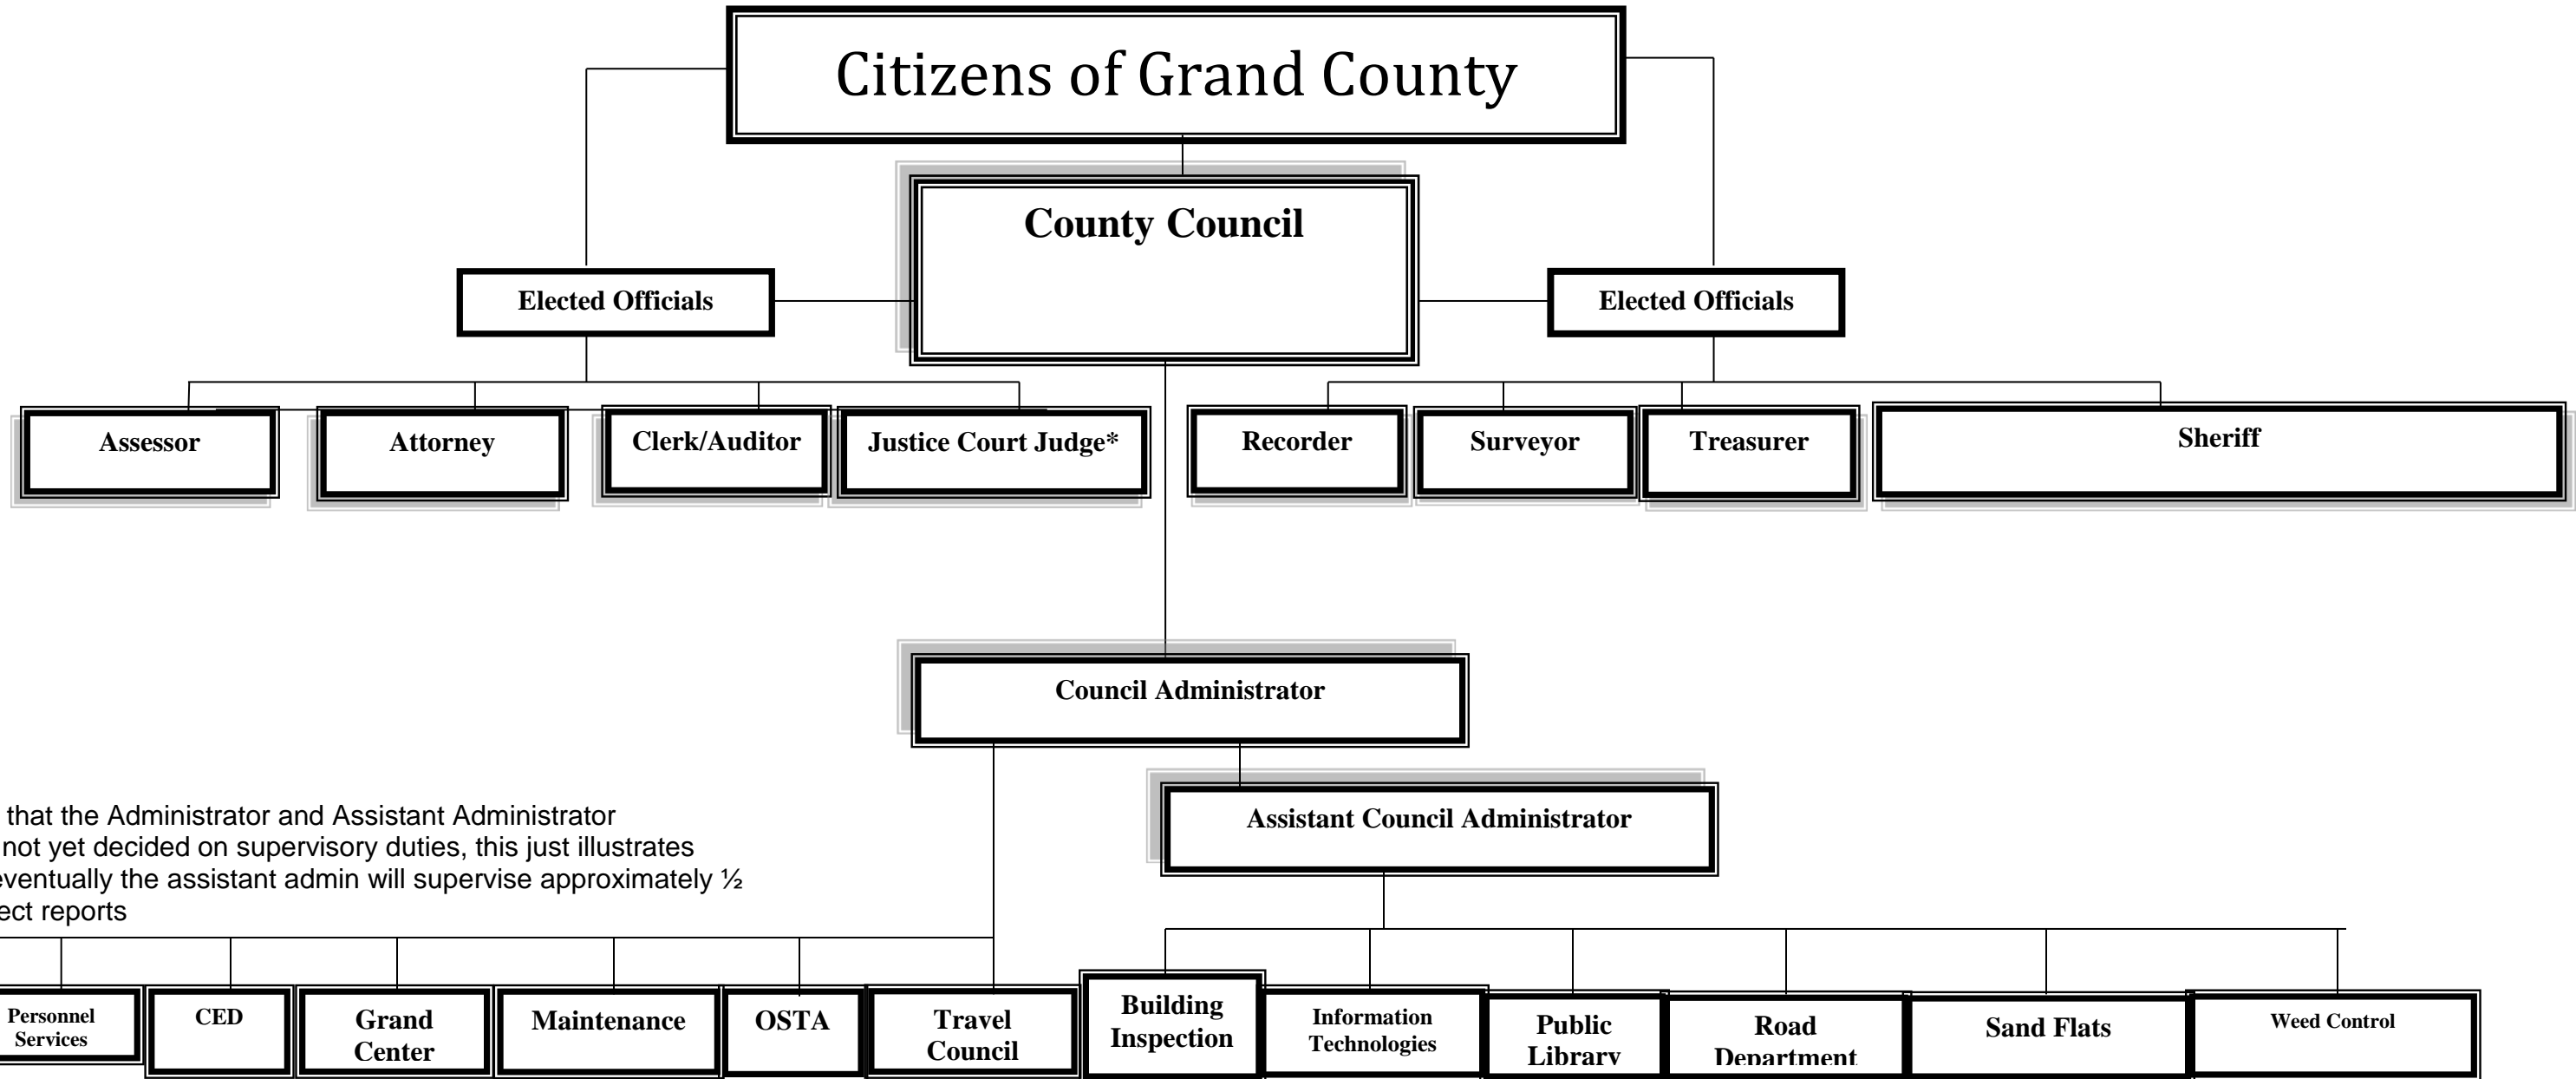 Citizens of Grand County
County Council
Elected Officials
Elected Officials
Assessor
Attorney
Clerk/Auditor
Justice Court Judge*
Recorder
Surveyor
Treasurer
Sheriff
Council Administrator
Assistant Council Administrator
that the Administrator and Assistant Administrator
not yet decided on supervisory duties, this just illustrates
eventually the assistant admin will supervise approximately ½
ect reports
Personnel
Services
CED
Grand
Center
Maintenance
OSTA
Travel
Council
Building
Inspection
Information
Technologies
Public
Library
Road
Department
Sand Flats
Weed Control